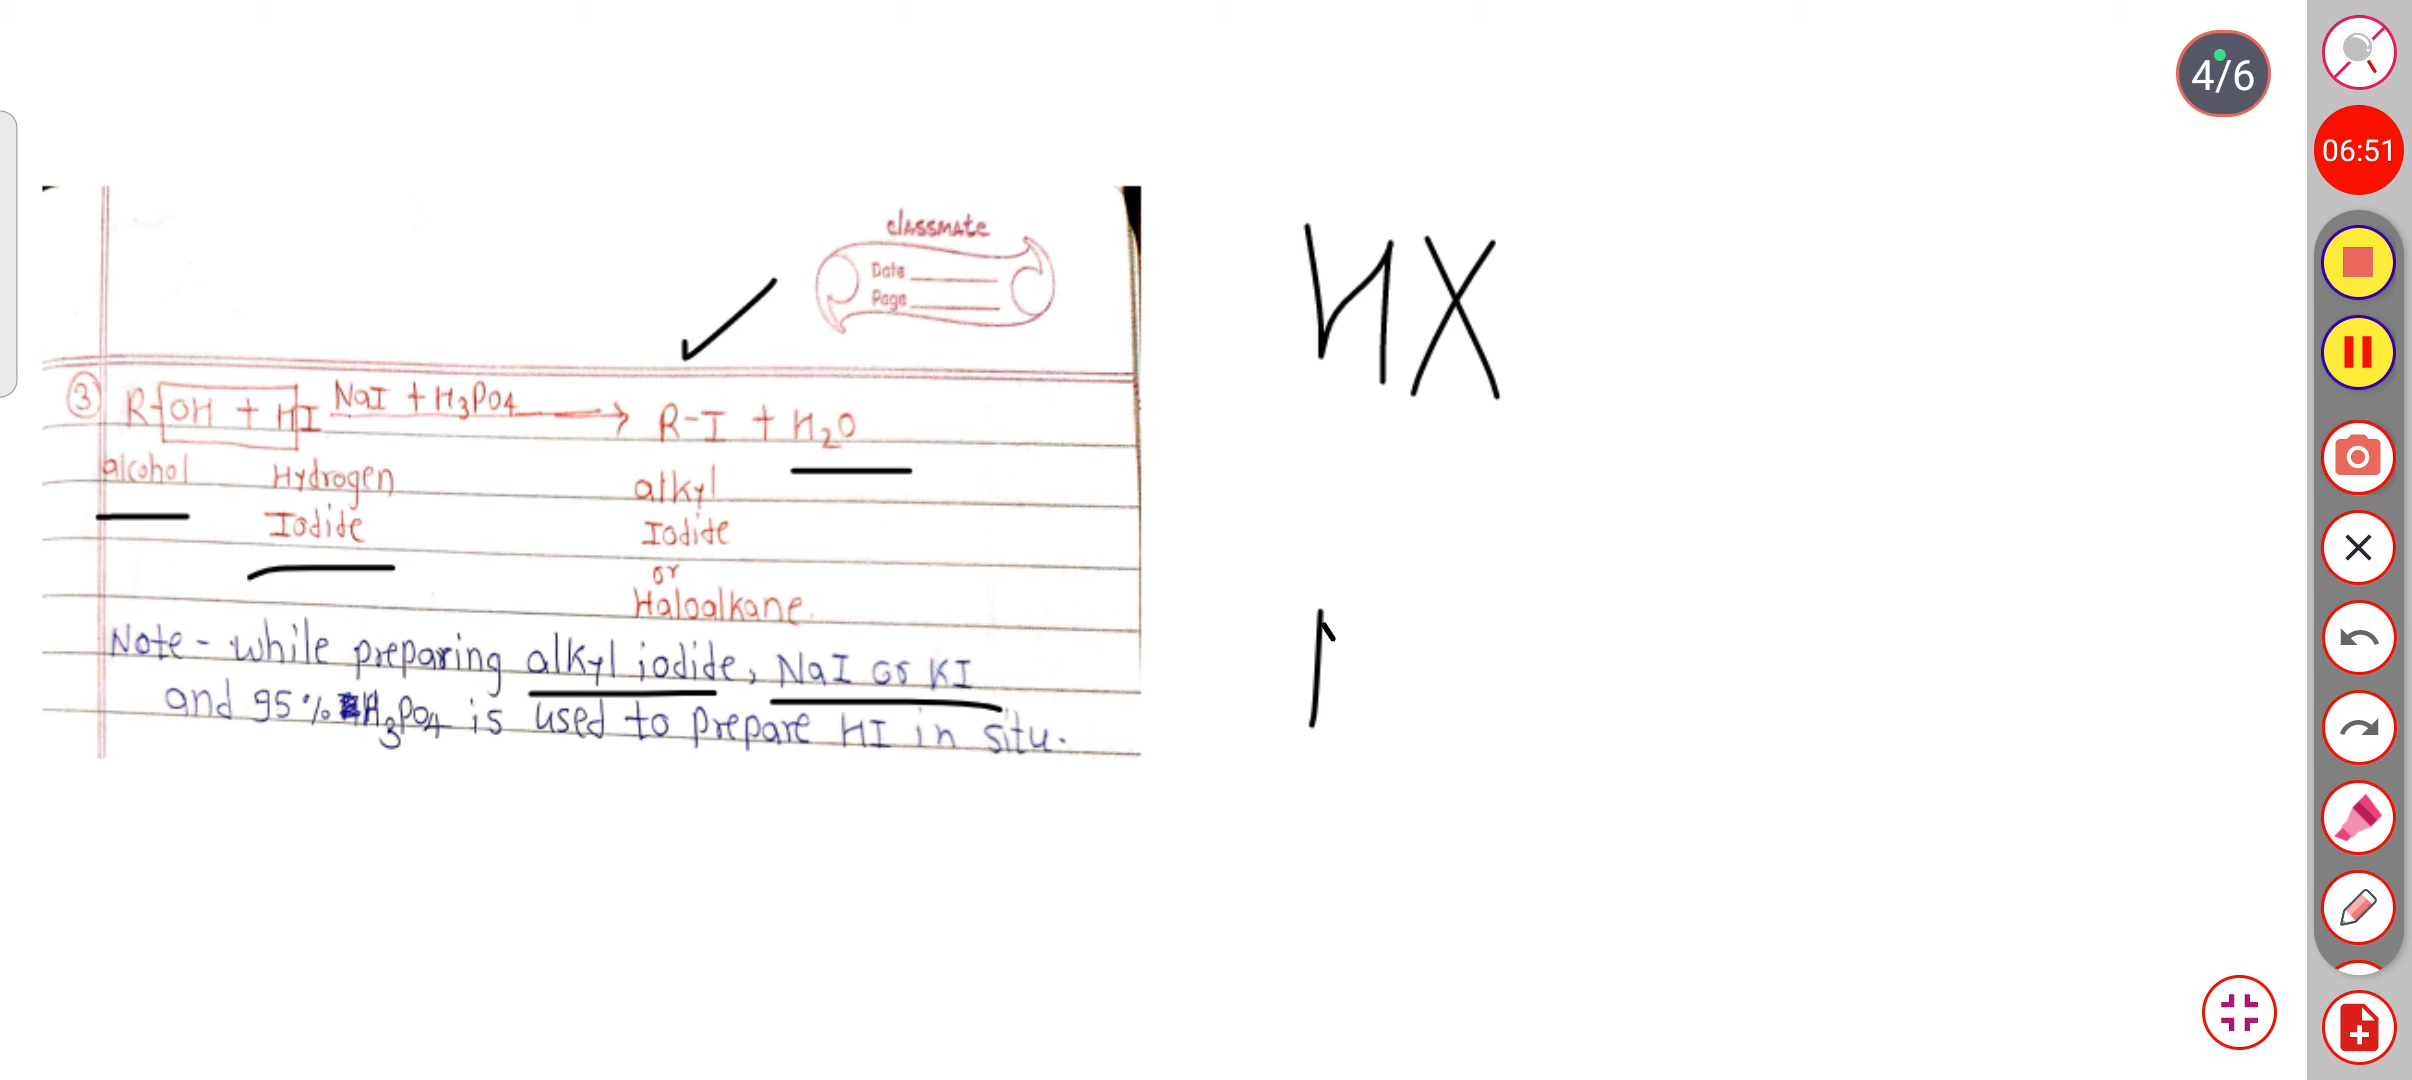 4/6
06:51
classmate
Date
Page
HX
③ R-OH + HI NaI + H₃PO₄ → R-I + H₂O
alcohol Hydrogen Iodide alkyl Iodide
or
Haloalkane.
Note - while preparing alkyl iodide, NaI or KI
and 95% H₃PO₄ is used to prepare HI in situ.